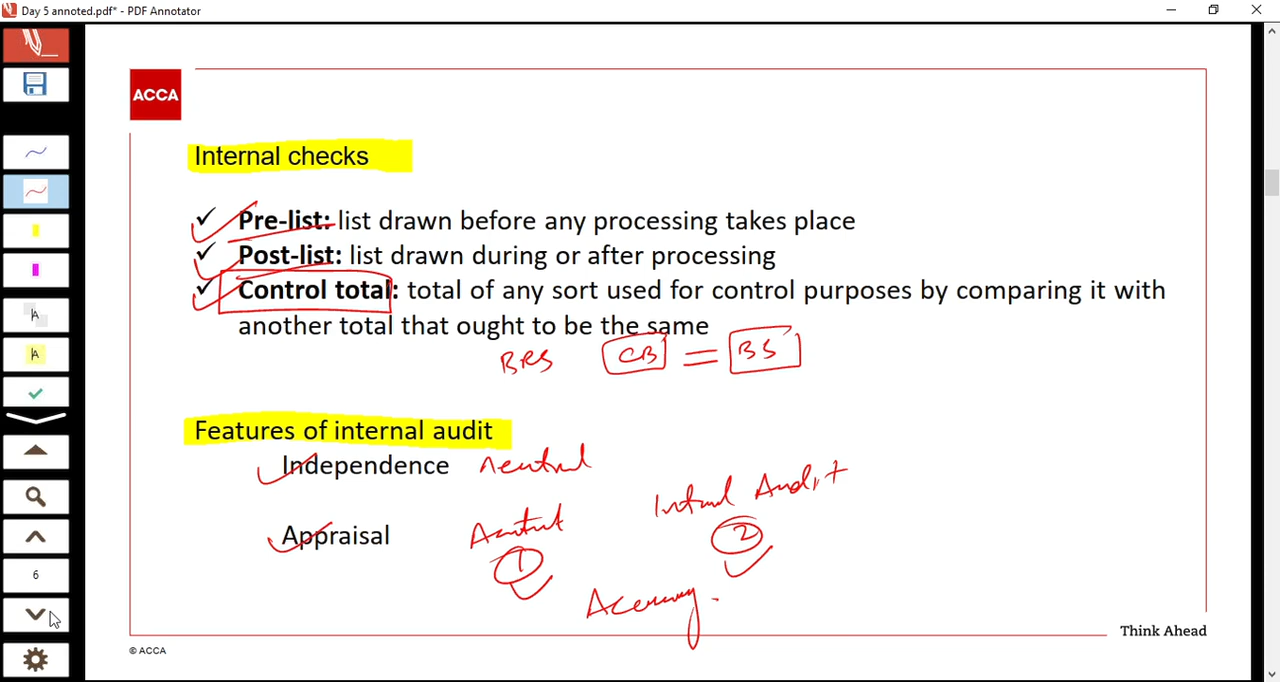 Day 5 annoted.pdf* - PDF Annotator
ACCA
Internal checks
✓ Pre-list: list drawn before any processing takes place
✓ Post-list: list drawn during or after processing
✓ Control total: total of any sort used for control purposes by comparing it with
another total that ought to be the same
BRS CB = BS
Features of internal audit
Independence neutral
Internal Audit
Appraisal
1 2
Accuracy.
Think Ahead
© ACCA
A
A
6